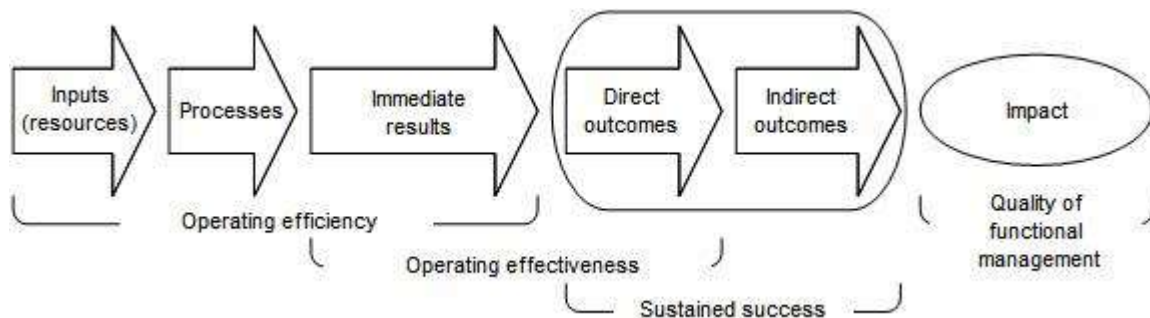 Inputs
(resources)
Processes
Immediate
results
Direct
outcomes
Indirect
outcomes
Impact
Operating efficiency
Operating effectiveness
Sustained success
Quality of
functional
management